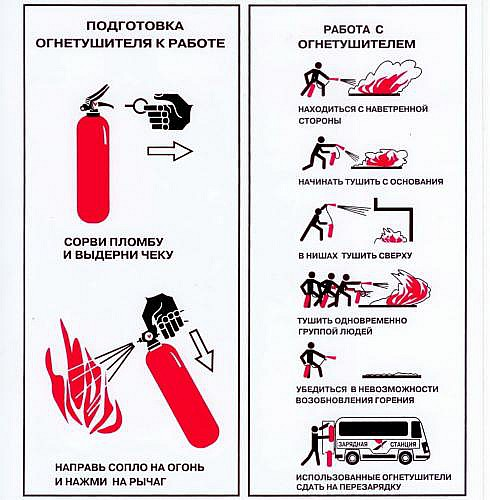 ПОДГОТОВКА
ОГНЕТУШИТЕЛЯ К РАБОТЕ
СОРВИ ПЛОМБУ
И ВЫДЕРНИ ЧЕКУ
НАПРАВЬ СОПЛО НА ОГОНЬ
И НАЖМИ НА РЫЧАГ
РАБОТА С
ОГНЕТУШИТЕЛЕМ
НАХОДИТЬСЯ С НАВЕТРЕННОЙ
СТОРОНЫ
НАЧИНАТЬ ТУШИТЬ С ОСНОВАНИЯ
В НИШАХ ТУШИТЬ СВЕРХУ
ТУШИТЬ ОДНОВРЕМЕННО
ГРУППОЙ ЛЮДЕЙ
УБЕДИТЬСЯ В НЕВОЗМОЖНОСТИ
ВОЗОБНОВЛЕНИЯ ГОРЕНИЯ
ЗАРЯДНАЯ СТАНЦИЯ
ИСПОЛЬЗОВАННЫЕ ОГНЕТУШИТЕЛИ
СДАТЬ НА ПЕРЕЗАРЯДКУ